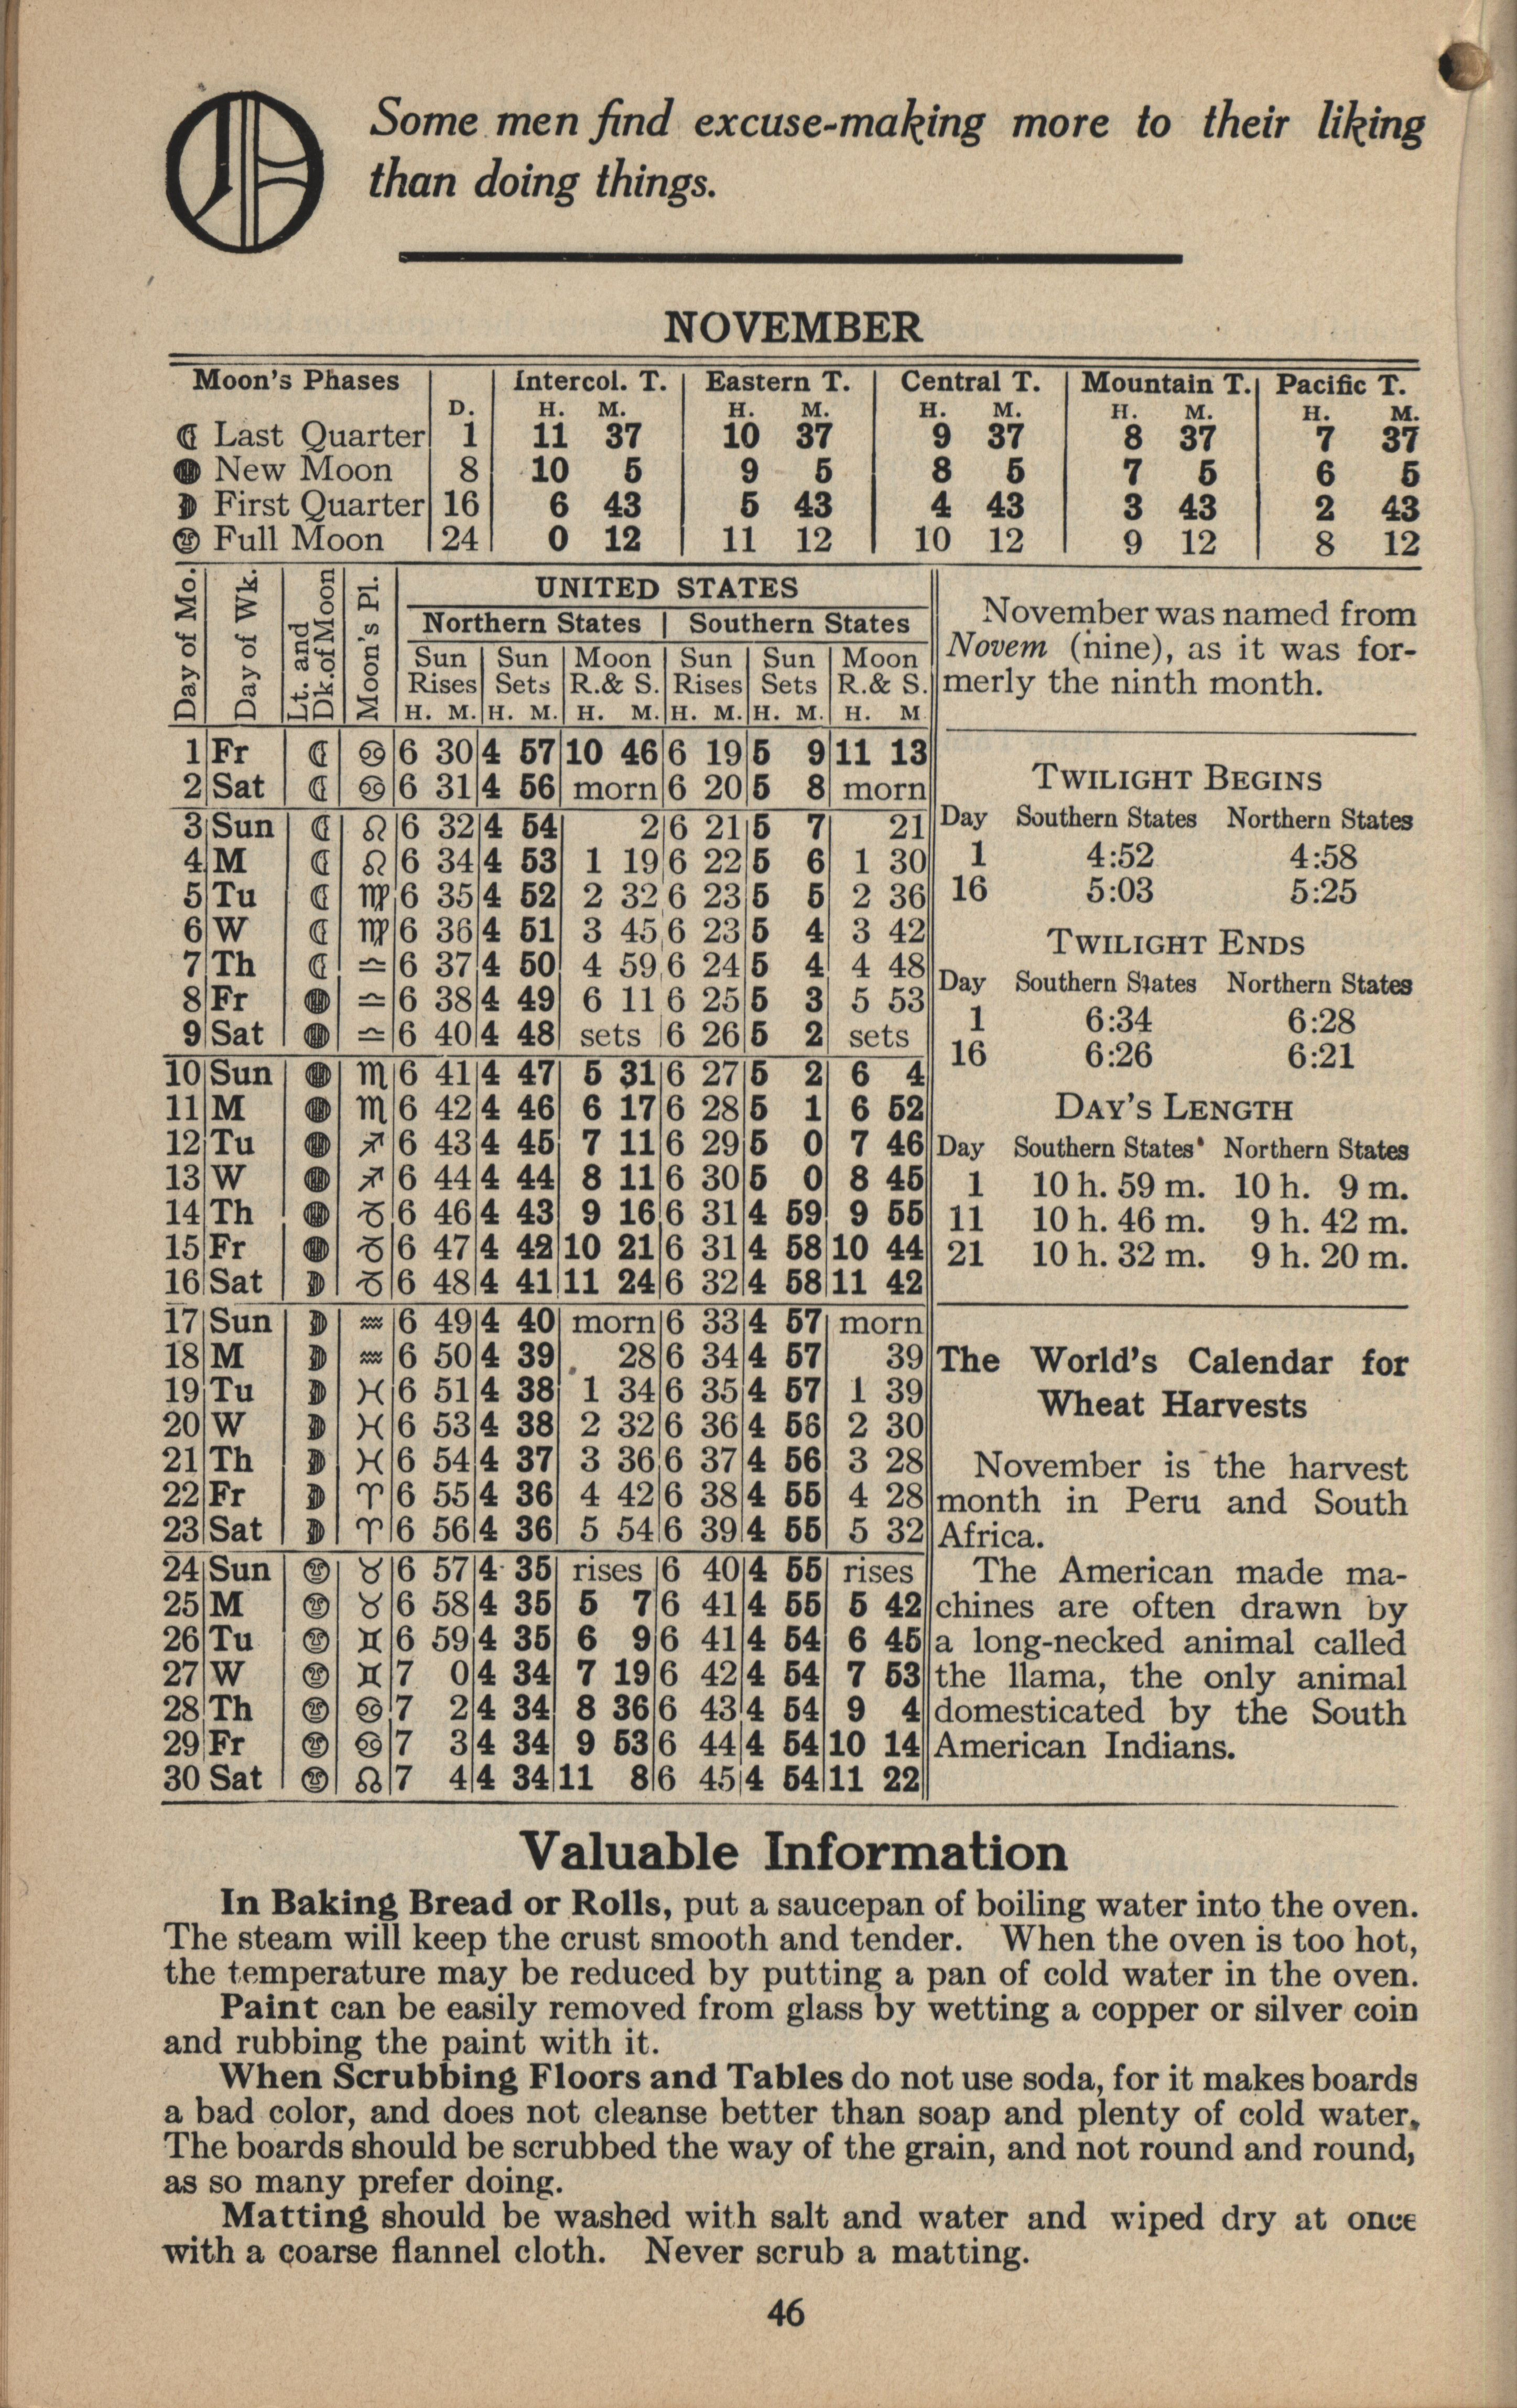 Some men find excuse-making more to their liking
than doing things.
NOVEMBER
Moon's Phases | D. | Intercol. T. H. M. | Eastern T. H. M. | Central T. H. M. | Mountain T. H. M. | Pacific T. H. M.
Last Quarter | 1 | 11 37 | 10 37 | 9 37 | 8 37 | 7 37
New Moon | 8 | 10 5 | 9 5 | 8 5 | 7 5 | 6 5
First Quarter | 16 | 6 43 | 5 43 | 4 43 | 3 43 | 2 43
Full Moon | 24 | 0 12 | 11 12 | 10 12 | 9 12 | 8 12
Day of Mo. | Day of Wk. | Lt. and Dk. of Moon | Moon's Pl. | UNITED STATES
Northern States | Southern States
Sun Rises | Sun Sets | Moon R.& S. | Sun Rises | Sun Sets | Moon R.& S.
H. M. | H. M. | H. M. | H. M. | H. M. | H. M
1 Fr ☾ ♋ | 6 30 | 4 57 | 10 46 | 6 19 | 5 9 | 11 13
2 Sat ☾ ♋ | 6 31 | 4 56 | morn | 6 20 | 5 8 | morn
3 Sun ☾ ♌ | 6 32 | 4 54 | 2 | 6 21 | 5 7 | 21
4 M ☾ ♌ | 6 34 | 4 53 | 1 19 | 6 22 | 5 6 | 1 30
5 Tu ☾ ♍ | 6 35 | 4 52 | 2 32 | 6 23 | 5 5 | 2 36
6 W ☾ ♍ | 6 36 | 4 51 | 3 45 | 6 23 | 5 4 | 3 42
7 Th ☾ ♎ | 6 37 | 4 50 | 4 59 | 6 24 | 5 4 | 4 48
8 Fr ● ♎ | 6 38 | 4 49 | 6 11 | 6 25 | 5 3 | 5 53
9 Sat ● ♎ | 6 40 | 4 48 | sets | 6 26 | 5 2 | sets
10 Sun ● ♏ | 6 41 | 4 47 | 5 31 | 6 27 | 5 2 | 6 4
11 M ● ♏ | 6 42 | 4 46 | 6 17 | 6 28 | 5 1 | 6 52
12 Tu ● ♐ | 6 43 | 4 45 | 7 11 | 6 29 | 5 0 | 7 46
13 W ● ♐ | 6 44 | 4 44 | 8 11 | 6 30 | 5 0 | 8 45
14 Th ● ♑ | 6 46 | 4 43 | 9 16 | 6 31 | 4 59 | 9 55
15 Fr ● ♑ | 6 47 | 4 42 | 10 21 | 6 31 | 4 58 | 10 44
16 Sat ☽ ♑ | 6 48 | 4 41 | 11 24 | 6 32 | 4 58 | 11 42
17 Sun ☽ ♒ | 6 49 | 4 40 | morn | 6 33 | 4 57 | morn
18 M ☽ ♒ | 6 50 | 4 39 | 28 | 6 34 | 4 57 | 39
19 Tu ☽ ♓ | 6 51 | 4 38 | 1 34 | 6 35 | 4 57 | 1 39
20 W ☽ ♓ | 6 53 | 4 38 | 2 32 | 6 36 | 4 56 | 2 30
21 Th ☽ ♓ | 6 54 | 4 37 | 3 36 | 6 37 | 4 56 | 3 28
22 Fr ☽ ♈ | 6 55 | 4 36 | 4 42 | 6 38 | 4 55 | 4 28
23 Sat ☽ ♈ | 6 56 | 4 36 | 5 54 | 6 39 | 4 55 | 5 32
24 Sun ○ ♉ | 6 57 | 4 35 | rises | 6 40 | 4 55 | rises
25 M ○ ♉ | 6 58 | 4 35 | 5 7 | 6 41 | 4 55 | 5 42
26 Tu ○ ♊ | 6 59 | 4 35 | 6 9 | 6 41 | 4 54 | 6 45
27 W ○ ♊ | 7 0 | 4 34 | 7 19 | 6 42 | 4 54 | 7 53
28 Th ○ ♋ | 7 2 | 4 34 | 8 36 | 6 43 | 4 54 | 9 4
29 Fr ○ ♋ | 7 3 | 4 34 | 9 53 | 6 44 | 4 54 | 10 14
30 Sat ○ ♌ | 7 4 | 4 34 | 11 8 | 6 45 | 4 54 | 11 22
November was named from
Novem (nine), as it was for-
merly the ninth month.
TWILIGHT BEGINS
Day Southern States Northern States
1 4:52 4:58
16 5:03 5:25
TWILIGHT ENDS
Day Southern States Northern States
1 6:34 6:28
16 6:26 6:21
DAY'S LENGTH
Day Southern States Northern States
1 10 h. 59 m. 10 h. 9 m.
11 10 h. 46 m. 9 h. 42 m.
21 10 h. 32 m. 9 h. 20 m.
The World's Calendar for
Wheat Harvests
November is the harvest
month in Peru and South
Africa.
The American made ma-
chines are often drawn by
a long-necked animal called
the llama, the only animal
domesticated by the South
American Indians.
Valuable Information
In Baking Bread or Rolls, put a saucepan of boiling water into the oven.
The steam will keep the crust smooth and tender. When the oven is too hot,
the temperature may be reduced by putting a pan of cold water in the oven.
Paint can be easily removed from glass by wetting a copper or silver coin
and rubbing the paint with it.
When Scrubbing Floors and Tables do not use soda, for it makes boards
a bad color, and does not cleanse better than soap and plenty of cold water.
The boards should be scrubbed the way of the grain, and not round and round,
as so many prefer doing.
Matting should be washed with salt and water and wiped dry at once
with a coarse flannel cloth. Never scrub a matting.
46